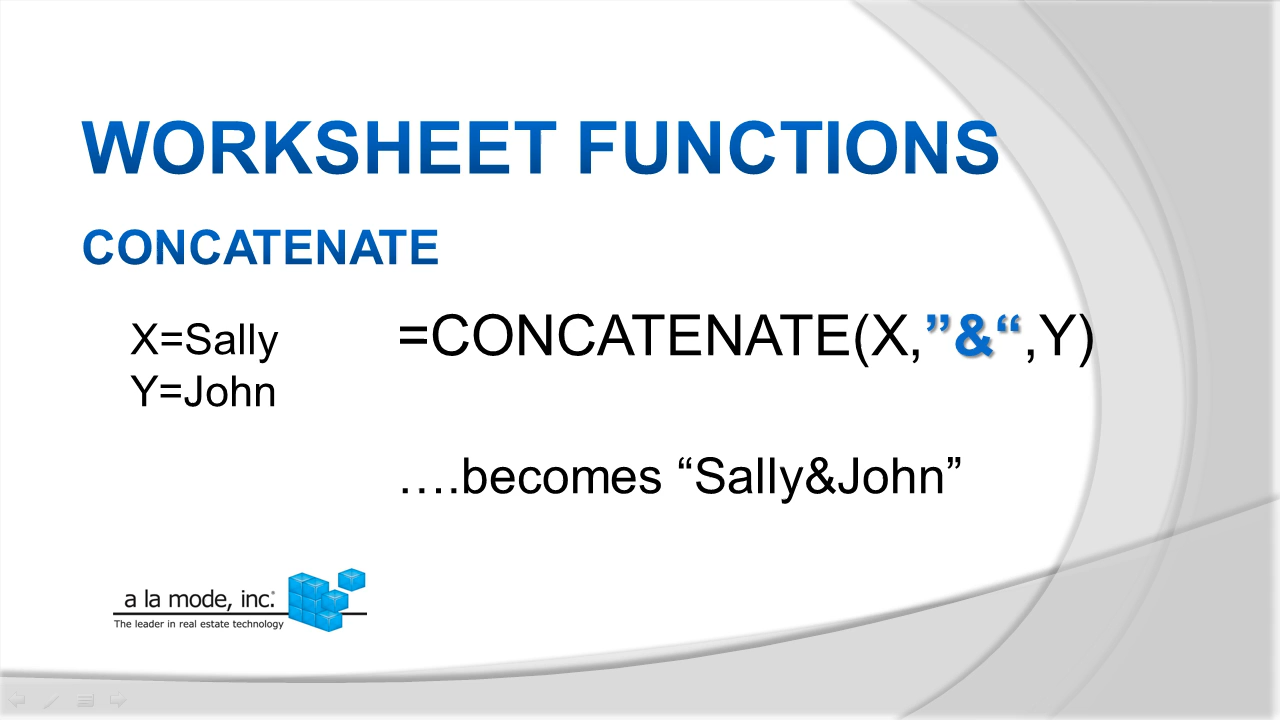 WORKSHEET FUNCTIONS
CONCATENATE
X=Sally
Y=John
=CONCATENATE(X,”&“,Y)
….becomes “Sally&John”
a la mode, inc.®
The leader in real estate technology